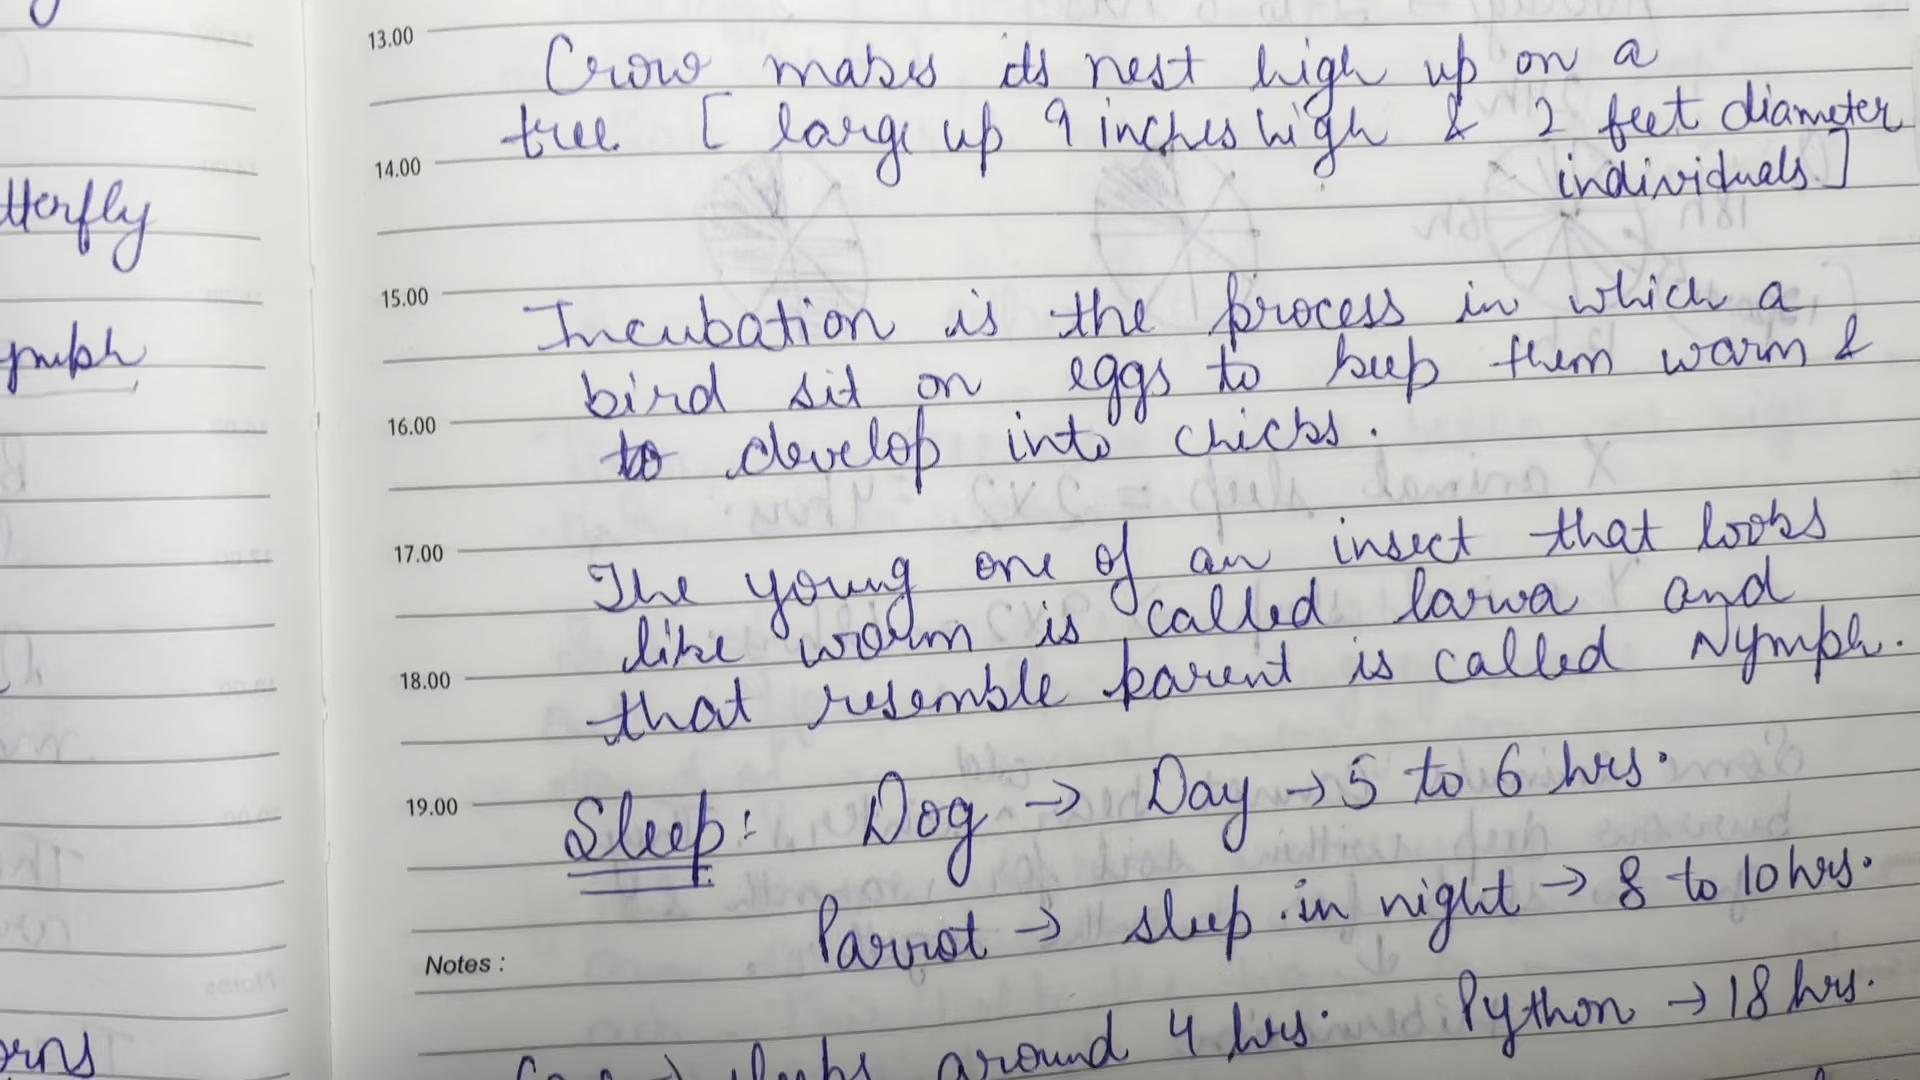 tterfly
ymph
orns
13.00
Crow makes its nest high up on a
tree. [ large up 9 inches high & 2 feet diameter
14.00
individuals.]
15.00
Incubation is the process in which a
bird sit on eggs to keep them warm &
16.00
to develop into chicks.
17.00
The young one of an insect that looks
like worm is called larva and
18.00
that resemble parent is called Nymph.
19.00
Sleep: Dog → Day → 5 to 6 hrs.
Parrot → sleep in night → 8 to 10 hrs.
Notes :
→ sleeps around 4 hrs. Python → 18 hrs.